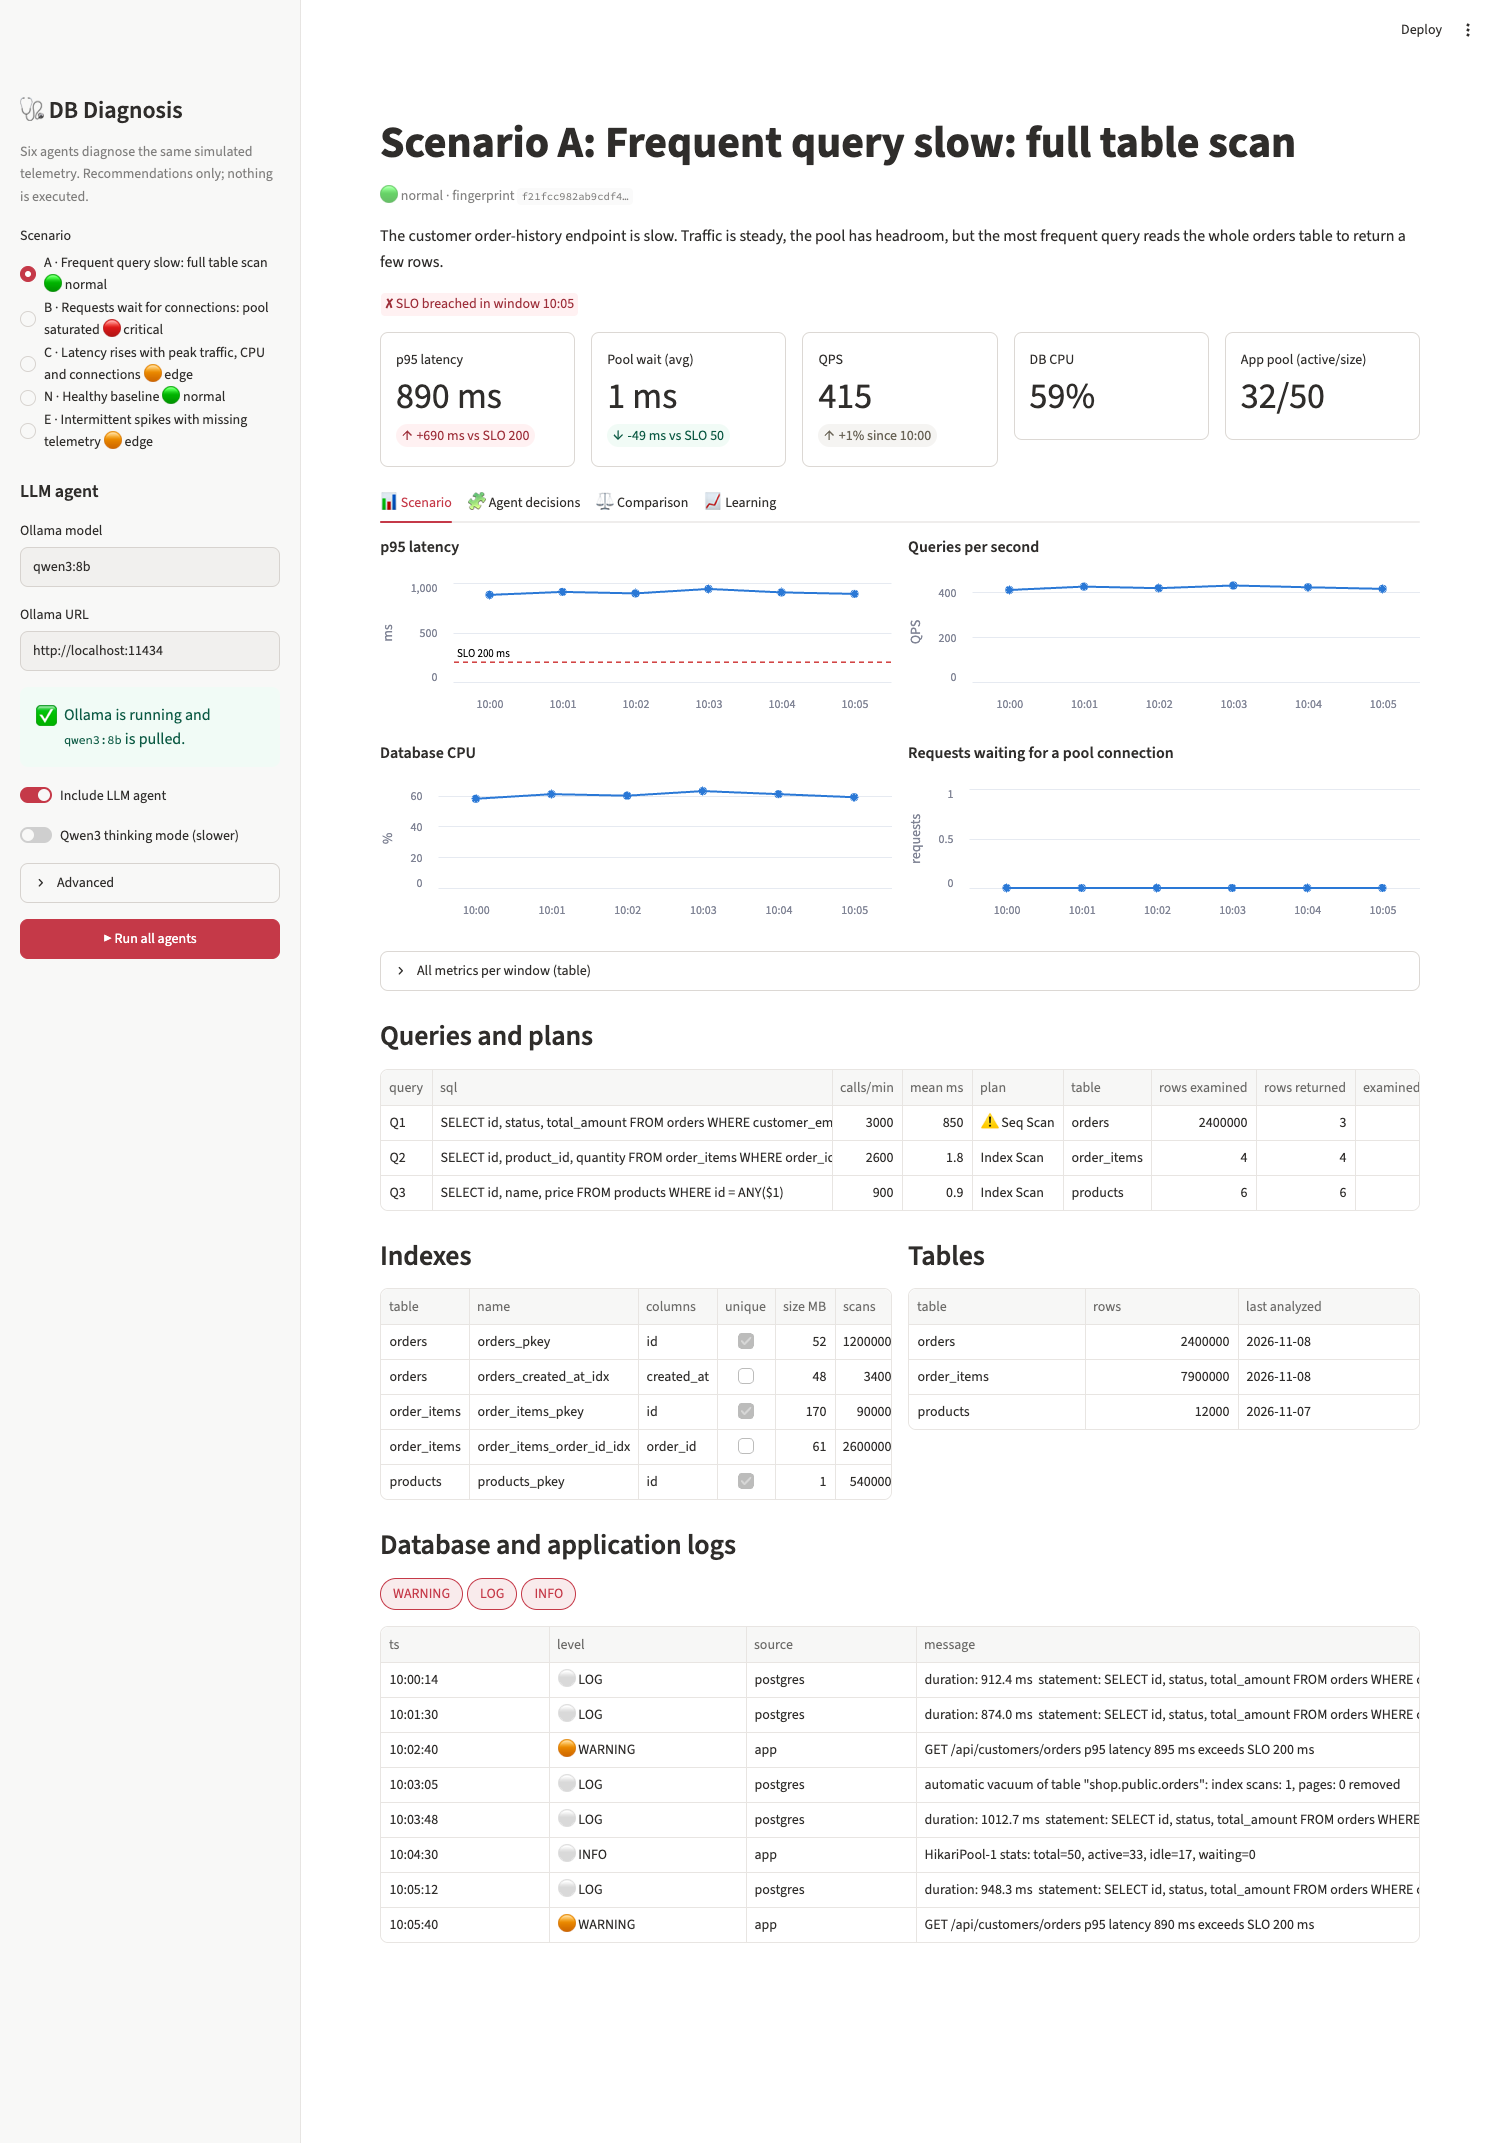 Deploy
DB Diagnosis
Six agents diagnose the same simulated
telemetry. Recommendations only; nothing
is executed.
Scenario
A · Frequent query slow: full table scan
normal
B · Requests wait for connections: pool
saturated critical
C · Latency rises with peak traffic, CPU
and connections edge
N · Healthy baseline normal
E · Intermittent spikes with missing
telemetry edge
LLM agent
Ollama model
qwen3:8b
Ollama URL
http://localhost:11434
Ollama is running and
qwen3:8b is pulled.
Include LLM agent
Qwen3 thinking mode (slower)
Advanced
Run all agents
Scenario A: Frequent query slow: full table scan
normal · fingerprint f21fcc982ab9cdf4…
The customer order-history endpoint is slow. Traffic is steady, the pool has headroom, but the most frequent query reads the whole orders table to return a
few rows.
✗ SLO breached in window 10:05
p95 latency
890 ms
↑ +690 ms vs SLO 200
Pool wait (avg)
1 ms
↓ -49 ms vs SLO 50
QPS
415
↑ +1% since 10:00
DB CPU
59%
App pool (active/size)
32/50
Scenario Agent decisions Comparison Learning
p95 latency
ms
1,000
500
0
SLO 200 ms
10:00 10:01 10:02 10:03 10:04 10:05
Queries per second
QPS
400
200
0
10:00 10:01 10:02 10:03 10:04 10:05
Database CPU
%
60
40
20
0
10:00 10:01 10:02 10:03 10:04 10:05
Requests waiting for a pool connection
requests
1
0.5
0
10:00 10:01 10:02 10:03 10:04 10:05
All metrics per window (table)
Queries and plans
query sql calls/min mean ms plan table rows examined rows returned examined
Q1 SELECT id, status, total_amount FROM orders WHERE customer_em 3000 850 Seq Scan orders 2400000 3
Q2 SELECT id, product_id, quantity FROM order_items WHERE order_id 2600 1.8 Index Scan order_items 4 4
Q3 SELECT id, name, price FROM products WHERE id = ANY($1) 900 0.9 Index Scan products 6 6
Indexes
table name columns unique size MB scans
orders orders_pkey id 52 1200000
orders orders_created_at_idx created_at 48 3400
order_items order_items_pkey id 170 90000
order_items order_items_order_id_idx order_id 61 2600000
products products_pkey id 1 540000
Tables
table rows last analyzed
orders 2400000 2026-11-08
order_items 7900000 2026-11-08
products 12000 2026-11-07
Database and application logs
WARNING LOG INFO
ts level source message
10:00:14 LOG postgres duration: 912.4 ms statement: SELECT id, status, total_amount FROM orders WHERE
10:01:30 LOG postgres duration: 874.0 ms statement: SELECT id, status, total_amount FROM orders WHERE
10:02:40 WARNING app GET /api/customers/orders p95 latency 895 ms exceeds SLO 200 ms
10:03:05 LOG postgres automatic vacuum of table "shop.public.orders": index scans: 1, pages: 0 removed
10:03:48 LOG postgres duration: 1012.7 ms statement: SELECT id, status, total_amount FROM orders WHERE
10:04:30 INFO app HikariPool-1 stats: total=50, active=33, idle=17, waiting=0
10:05:12 LOG postgres duration: 948.3 ms statement: SELECT id, status, total_amount FROM orders WHERE
10:05:40 WARNING app GET /api/customers/orders p95 latency 890 ms exceeds SLO 200 ms